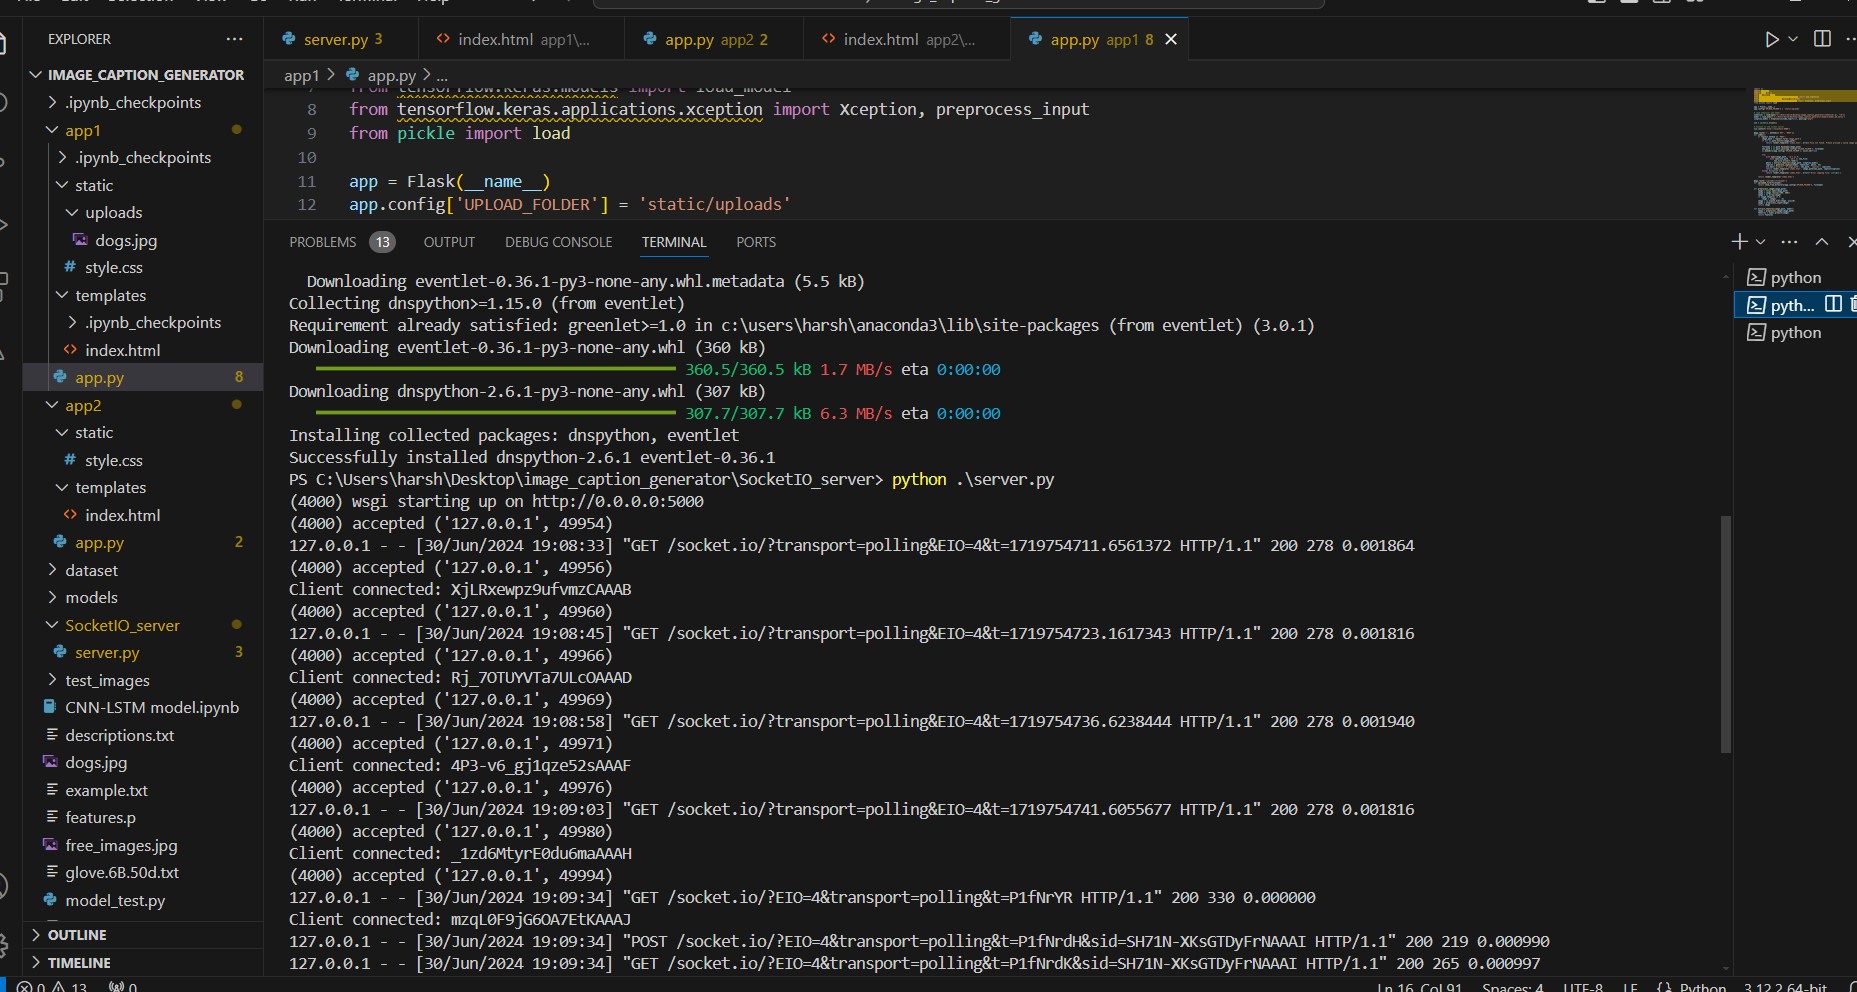 EXPLORER
IMAGE_CAPTION_GENERATOR
.ipynb_checkpoints
app1
.ipynb_checkpoints
static
uploads
dogs.jpg
# style.css
templates
.ipynb_checkpoints
index.html
app.py 8
app2
static
# style.css
templates
index.html
app.py 2
dataset
models
SocketIO_server
server.py 3
test_images
CNN-LSTM model.ipynb
descriptions.txt
dogs.jpg
example.txt
features.p
free_images.jpg
glove.6B.50d.txt
model_test.py
OUTLINE
TIMELINE
server.py 3
index.html app1\...
app.py app2 2
index.html app2\...
app.py app1 8
app1 > app.py > ...
from tensorflow.keras.models import load_model
8 from tensorflow.keras.applications.xception import Xception, preprocess_input
9 from pickle import load
10
11 app = Flask(__name__)
12 app.config['UPLOAD_FOLDER'] = 'static/uploads'
PROBLEMS 13 OUTPUT DEBUG CONSOLE TERMINAL PORTS
Downloading eventlet-0.36.1-py3-none-any.whl.metadata (5.5 kB)
Collecting dnspython>=1.15.0 (from eventlet)
Requirement already satisfied: greenlet>=1.0 in c:\users\harsh\anaconda3\lib\site-packages (from eventlet) (3.0.1)
Downloading eventlet-0.36.1-py3-none-any.whl (360 kB)
360.5/360.5 kB 1.7 MB/s eta 0:00:00
Downloading dnspython-2.6.1-py3-none-any.whl (307 kB)
307.7/307.7 kB 6.3 MB/s eta 0:00:00
Installing collected packages: dnspython, eventlet
Successfully installed dnspython-2.6.1 eventlet-0.36.1
PS C:\Users\harsh\Desktop\image_caption_generator\SocketIO_server> python .\server.py
(4000) wsgi starting up on http://0.0.0.0:5000
(4000) accepted ('127.0.0.1', 49954)
127.0.0.1 - - [30/Jun/2024 19:08:33] "GET /socket.io/?transport=polling&EIO=4&t=1719754711.6561372 HTTP/1.1" 200 278 0.001864
(4000) accepted ('127.0.0.1', 49956)
Client connected: XjLRxewpz9ufvmzCAAAB
(4000) accepted ('127.0.0.1', 49960)
127.0.0.1 - - [30/Jun/2024 19:08:45] "GET /socket.io/?transport=polling&EIO=4&t=1719754723.1617343 HTTP/1.1" 200 278 0.001816
(4000) accepted ('127.0.0.1', 49966)
Client connected: Rj_7OTUYVTa7ULcOAAAD
(4000) accepted ('127.0.0.1', 49969)
127.0.0.1 - - [30/Jun/2024 19:08:58] "GET /socket.io/?transport=polling&EIO=4&t=1719754736.6238444 HTTP/1.1" 200 278 0.001940
(4000) accepted ('127.0.0.1', 49971)
Client connected: 4P3-v6_gj1qze52sAAAF
(4000) accepted ('127.0.0.1', 49976)
127.0.0.1 - - [30/Jun/2024 19:09:03] "GET /socket.io/?transport=polling&EIO=4&t=1719754741.6055677 HTTP/1.1" 200 278 0.001816
(4000) accepted ('127.0.0.1', 49980)
Client connected: _1zd6MtyrE0du6maAAAH
(4000) accepted ('127.0.0.1', 49994)
127.0.0.1 - - [30/Jun/2024 19:09:34] "GET /socket.io/?EIO=4&transport=polling&t=P1fNrYR HTTP/1.1" 200 330 0.000000
Client connected: mzqL0F9jG6OA7EtKAAAJ
127.0.0.1 - - [30/Jun/2024 19:09:34] "POST /socket.io/?EIO=4&transport=polling&t=P1fNrdH&sid=SH71N-XKsGTDyFrNAAAI HTTP/1.1" 200 219 0.000990
127.0.0.1 - - [30/Jun/2024 19:09:34] "GET /socket.io/?EIO=4&transport=polling&t=P1fNrdK&sid=SH71N-XKsGTDyFrNAAAI HTTP/1.1" 200 265 0.000997
python
pyth...
python
0 13 0
Ln 16, Col 91 Spaces: 4 UTF-8 LF Python 3.12.2 64-bit